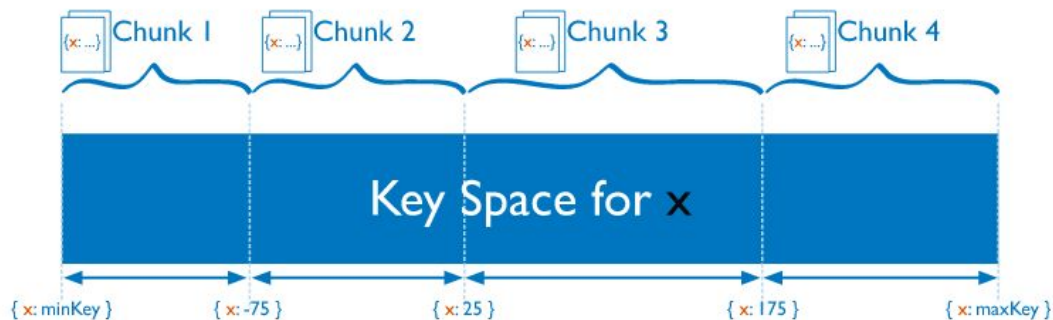 {x: ...} Chunk 1
{x: ...} Chunk 2
{x: ...} Chunk 3
{x: ...} Chunk 4
Key Space for x
{ x: minKey }
{ x: -75 }
{ x: 25 }
{ x: 175 }
{ x: maxKey }